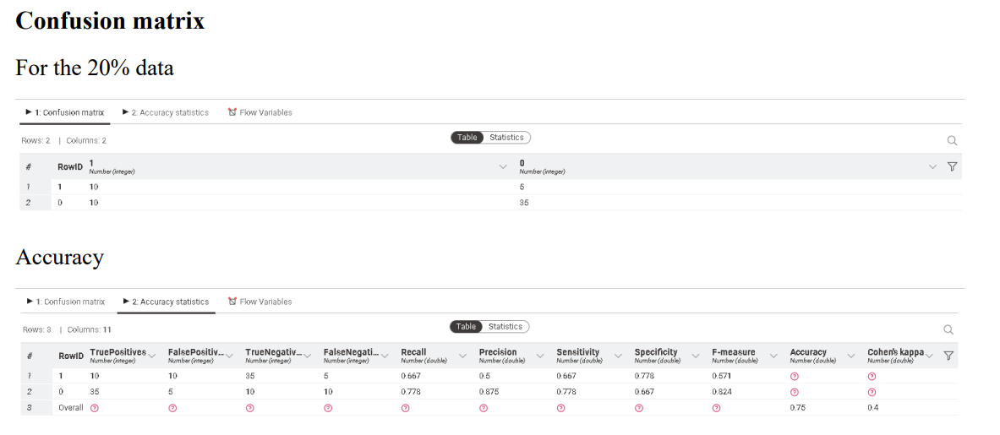 Confusion matrix
For the 20% data
1: Confusion matrix 2: Accuracy statistics Flow Variables
Rows: 2 | Columns: 2 Table Statistics
# RowID 1 Number (integer) 0 Number (integer)
1 1 10 5
2 0 10 35
Accuracy
1: Confusion matrix 2: Accuracy statistics Flow Variables
Rows: 3 | Columns: 11 Table Statistics
# RowID TruePositives Number (integer) FalsePositiv... Number (integer) TrueNegativ... Number (integer) FalseNegati... Number (integer) Recall Number (double) Precision Number (double) Sensitivity Number (double) Specificity Number (double) F-measure Number (double) Accuracy Number (double) Cohen's kappa Number (double)
1 1 10 10 35 5 0.667 0.5 0.667 0.778 0.571 ? ?
2 0 35 5 10 10 0.778 0.875 0.778 0.667 0.824 ? ?
3 Overall ? ? ? ? ? ? ? ? ? 0.75 0.4